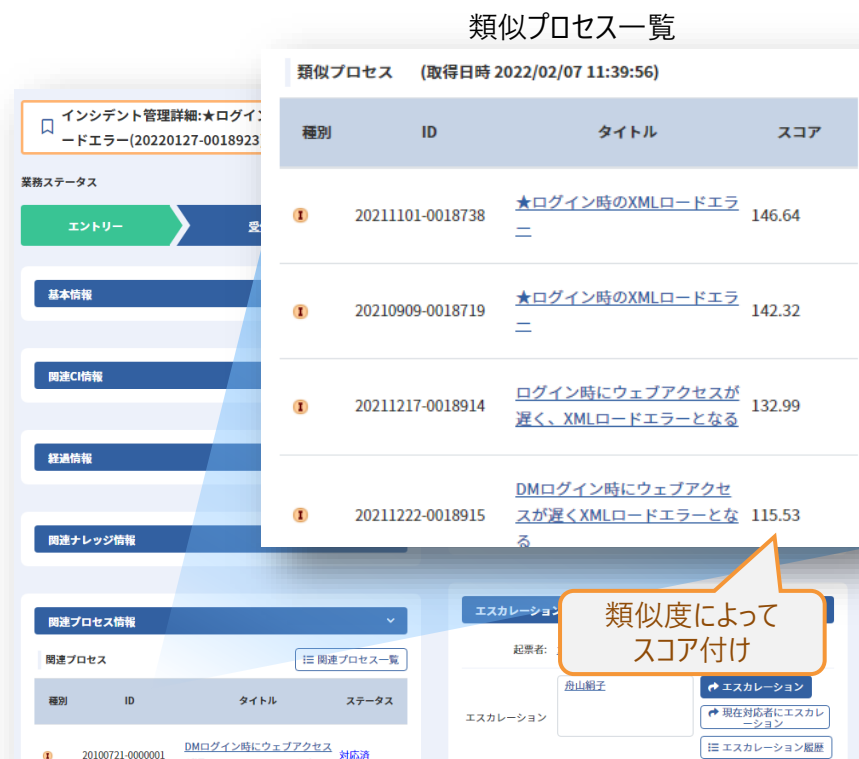 類似プロセス一覧
類似プロセス (取得日時 2022/02/07 11:39:56)
種別 ID タイトル スコア
I 20211101-0018738 ★ログイン時のXMLロードエラ 146.64
ー
I 20210909-0018719 ★ログイン時のXMLロードエラ 142.32
ー
I 20211217-0018914 ログイン時にウェブアクセスが 132.99
遅く、XMLロードエラーとなる
I 20211222-0018915 DMログイン時にウェブアクセ 115.53
スが遅くXMLロードエラーとな
る
類似度によって
スコア付け
インシデント管理詳細:★ログイン
ードエラー(20220127-0018923)
業務ステータス
エントリー 受
基本情報
関連CI情報
経過情報
関連ナレッジ情報
関連プロセス情報
関連プロセス 関連プロセス一覧
種別 ID タイトル ステータス
I 20100721-0000001 DMログイン時にウェブアクセス 対応済
エスカレーション
起票者:
エスカレーション 舟山絹子
エスカレーション
現在対応者にエスカレ
ーション
エスカレーション履歴